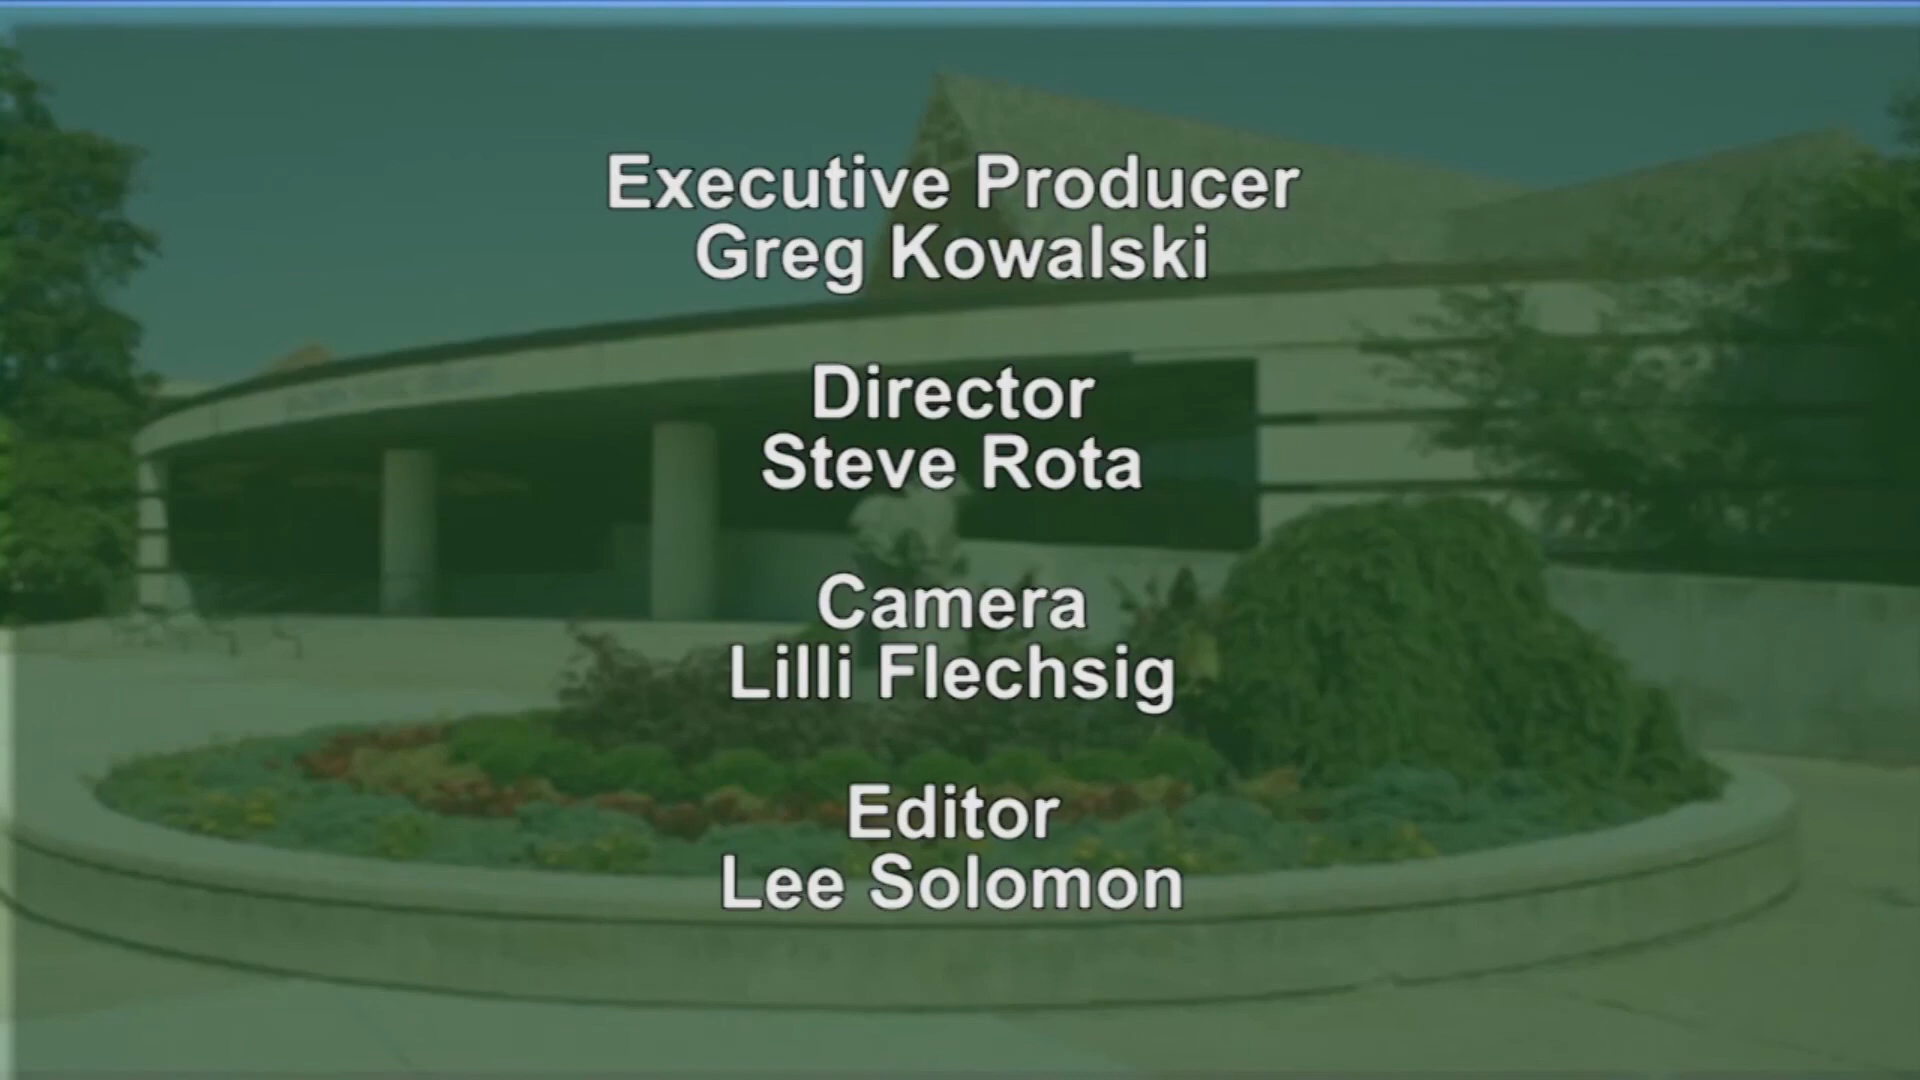 Executive Producer
Greg Kowalski
Director
Steve Rota
Camera
Lilli Flechsig
Editor
Lee Solomon